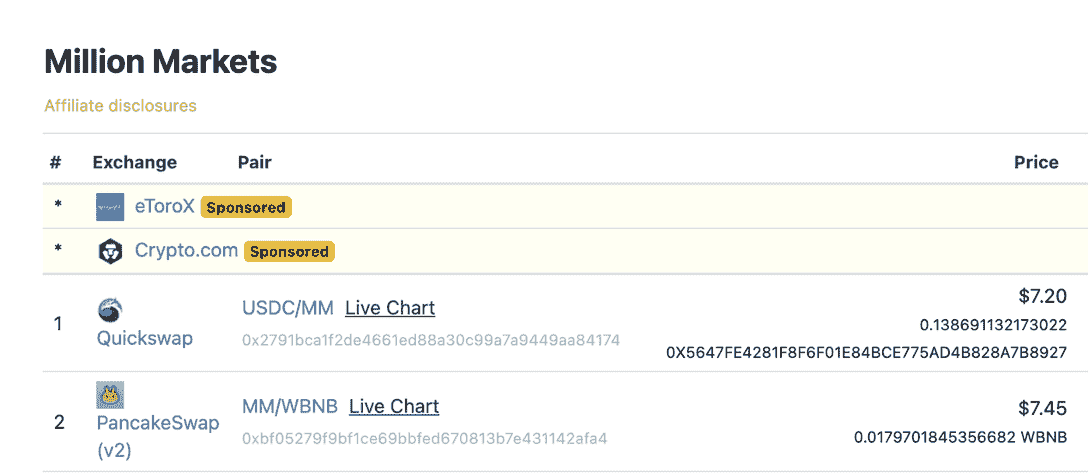 Million Markets
Affiliate disclosures
# Exchange Pair Price
* eToroX Sponsored
* Crypto.com Sponsored
1 Quickswap USDC/MM Live Chart $7.20
0x2791bca1f2de4661ed88a30c99a7a9449aa84174 0.138691132173022
0X5647FE4281F8F6F01E84BCE775AD4B828A7B8927
2 PancakeSwap (v2) MM/WBNB Live Chart $7.45
0xbf05279f9bf1ce69bbfed670813b7e431142afa4 0.0179701845356682 WBNB